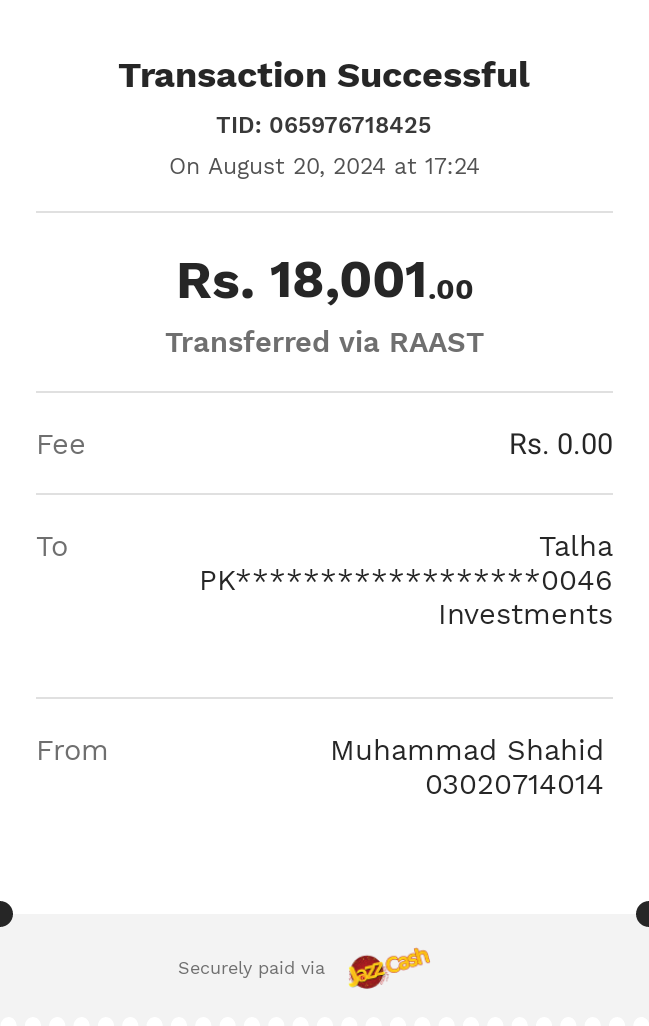 Transaction Successful
TID: 065976718425
On August 20, 2024 at 17:24
Rs. 18,001.00
Transferred via RAAST
Fee
Rs. 0.00
To
Talha
PK******************0046
Investments
From
Muhammad Shahid
03020714014
Securely paid via JazzCash